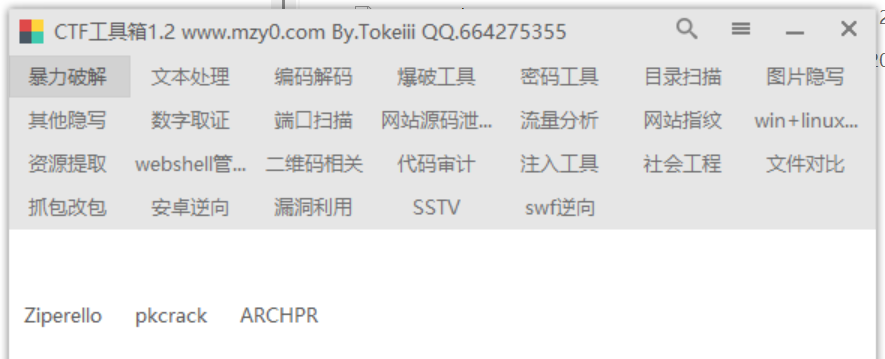 CTF工具箱1.2 www.mzy0.com By.Tokeiii QQ.664275355
暴力破解 文本处理 编码解码 爆破工具 密码工具 目录扫描 图片隐写
其他隐写 数字取证 端口扫描 网站源码泄... 流量分析 网站指纹 win+linux...
资源提取 webshell管... 二维码相关 代码审计 注入工具 社会工程 文件对比
抓包改包 安卓逆向 漏洞利用 SSTV swf逆向
Ziperello pkcrack ARCHPR